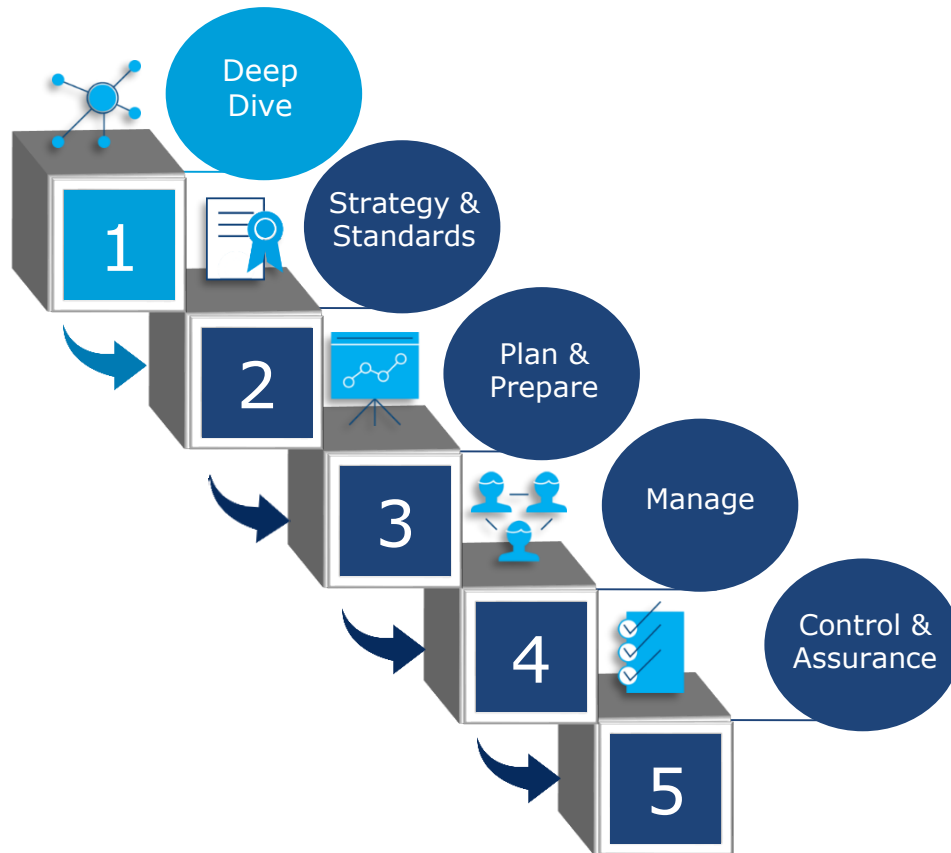 Deep
Dive
1
Strategy &
Standards
2
Plan &
Prepare
3
Manage
4
Control &
Assurance
5